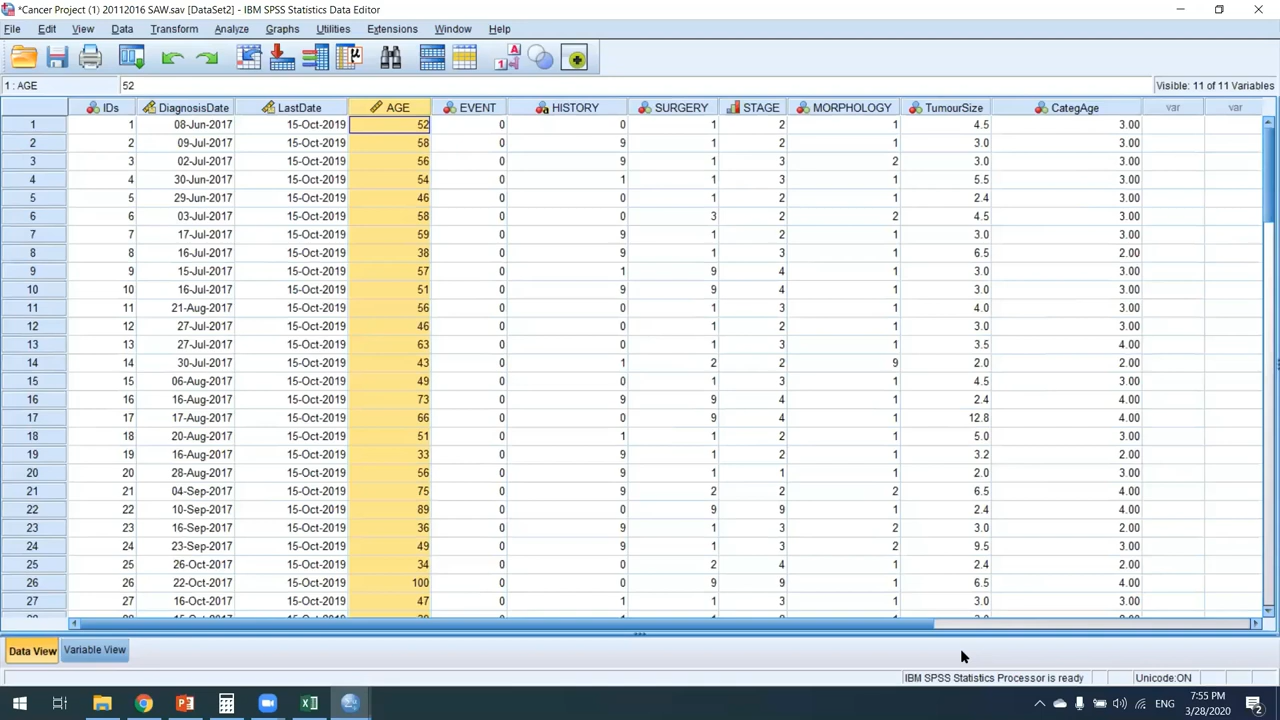 *Cancer Project (1) 20112016 SAW.sav [DataSet2] - IBM SPSS Statistics Data Editor
File Edit View Data Transform Analyze Graphs Utilities Extensions Window Help
1 : AGE 52 Visible: 11 of 11 Variables
IDs DiagnosisDate LastDate AGE EVENT HISTORY SURGERY STAGE MORPHOLOGY TumourSize CategAge var var
1 1 08-Jun-2017 15-Oct-2019 52 0 0 1 2 1 4.5 3.00
2 2 09-Jul-2017 15-Oct-2019 58 0 9 1 2 1 3.0 3.00
3 3 02-Jul-2017 15-Oct-2019 56 0 9 1 3 2 3.0 3.00
4 4 30-Jun-2017 15-Oct-2019 54 0 1 1 3 1 5.5 3.00
5 5 29-Jun-2017 15-Oct-2019 46 0 0 1 2 1 2.4 3.00
6 6 03-Jul-2017 15-Oct-2019 58 0 0 3 2 2 4.5 3.00
7 7 17-Jul-2017 15-Oct-2019 59 0 9 1 2 1 3.0 3.00
8 8 16-Jul-2017 15-Oct-2019 38 0 9 1 3 1 6.5 2.00
9 9 15-Jul-2017 15-Oct-2019 57 0 1 9 4 1 3.0 3.00
10 10 16-Jul-2017 15-Oct-2019 51 0 9 9 4 1 3.0 3.00
11 11 21-Aug-2017 15-Oct-2019 56 0 0 1 3 1 4.0 3.00
12 12 27-Jul-2017 15-Oct-2019 46 0 0 1 2 1 3.0 3.00
13 13 27-Jul-2017 15-Oct-2019 63 0 0 1 3 1 3.5 4.00
14 14 30-Jul-2017 15-Oct-2019 43 0 1 2 2 9 2.0 2.00
15 15 06-Aug-2017 15-Oct-2019 49 0 0 1 3 1 4.5 3.00
16 16 16-Aug-2017 15-Oct-2019 73 0 9 9 4 1 2.4 4.00
17 17 17-Aug-2017 15-Oct-2019 66 0 0 9 4 1 12.8 4.00
18 18 20-Aug-2017 15-Oct-2019 51 0 1 1 2 1 5.0 3.00
19 19 16-Aug-2017 15-Oct-2019 33 0 9 1 2 1 3.2 2.00
20 20 28-Aug-2017 15-Oct-2019 56 0 9 1 1 1 2.0 3.00
21 21 04-Sep-2017 15-Oct-2019 75 0 9 2 2 2 6.5 4.00
22 22 10-Sep-2017 15-Oct-2019 89 0 0 9 9 1 2.4 4.00
23 23 16-Sep-2017 15-Oct-2019 36 0 9 1 3 2 3.0 2.00
24 24 23-Sep-2017 15-Oct-2019 49 0 9 1 3 2 9.5 3.00
25 25 26-Oct-2017 15-Oct-2019 34 0 0 2 4 1 2.4 2.00
26 26 22-Oct-2017 15-Oct-2019 100 0 0 9 9 1 6.5 4.00
27 27 16-Oct-2017 15-Oct-2019 47 0 1 1 3 1 3.0 3.00
Data View Variable View
IBM SPSS Statistics Processor is ready Unicode:ON
ENG 7:55 PM
3/28/2020 2